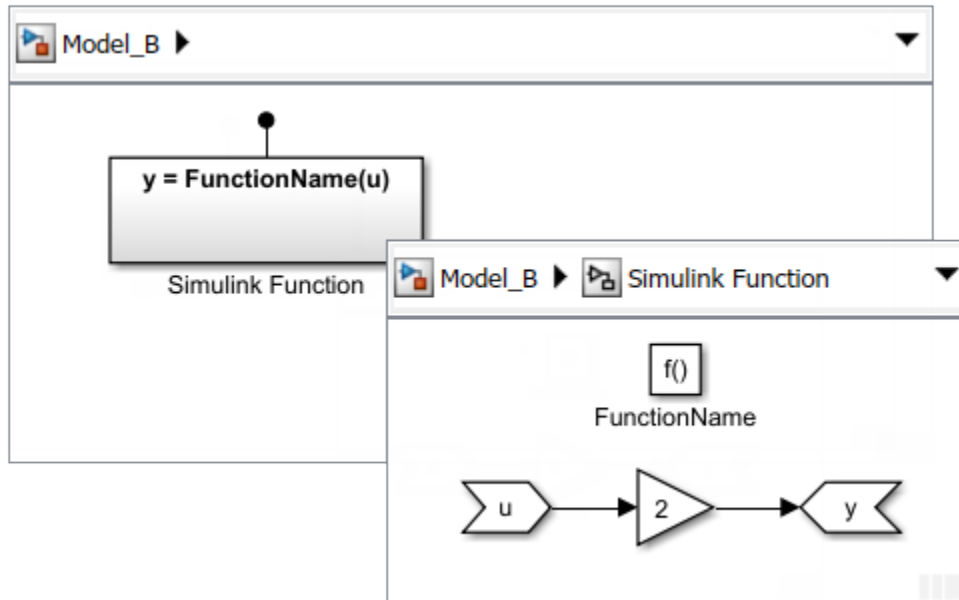 Model_B
y = FunctionName(u)
Simulink Function
Model_B Simulink Function
f()
FunctionName
u 2 y